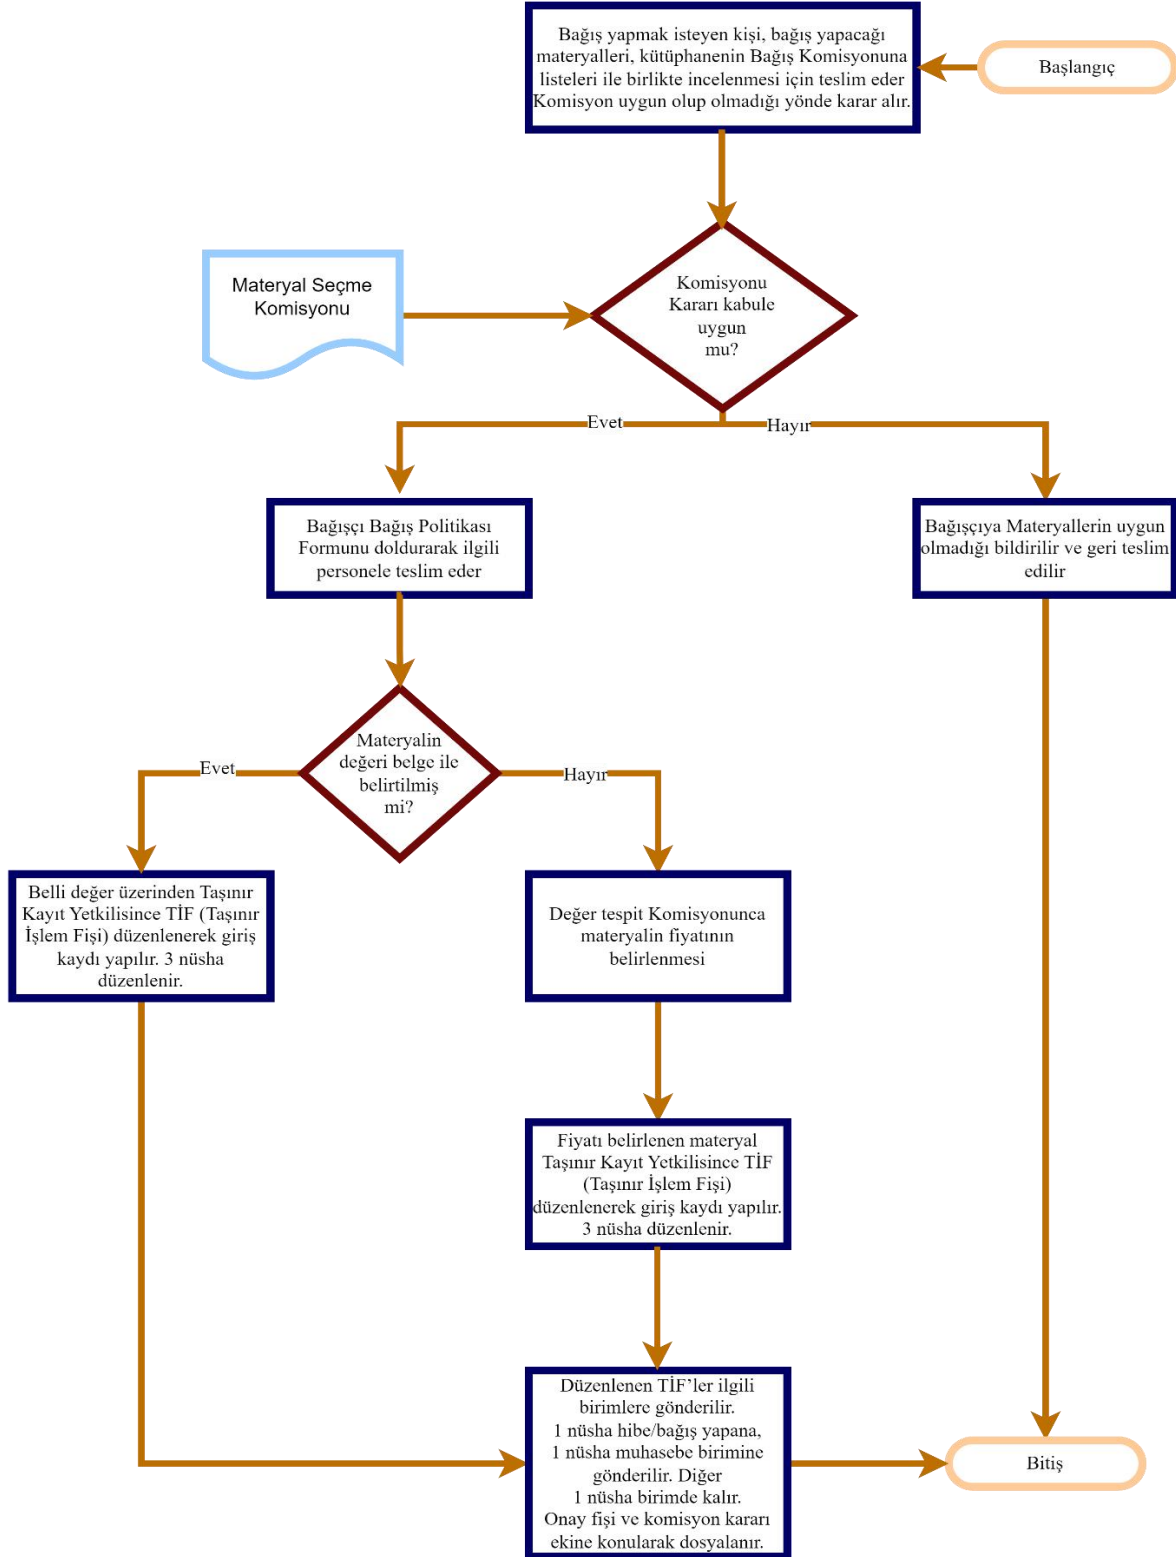 Bağış yapmak isteyen kişi, bağış yapacağı
materyalleri, kütüphanenin Bağış Komisyonuna
listeleri ile birlikte incelenmesi için teslim eder
Komisyon uygun olup olmadığı yönde karar alır.
Başlangıç
Materyal Seçme
Komisyonu
Komisyonu
Kararı kabule
uygun
mu?
Evet
Hayır
Bağışçı Bağış Politikası
Formunu doldurarak ilgili
personele teslim eder
Bağışçıya Materyallerin uygun
olmadığı bildirilir ve geri teslim
edilir
Materyalin
değeri belge ile
belirtilmiş
mi?
Evet
Hayır
Belli değer üzerinden Taşınır
Kayıt Yetkilisince TİF (Taşınır
İşlem Fişi) düzenlenerek giriş
kaydı yapılır. 3 nüsha
düzenlenir.
Değer tespit Komisyonunca
materyalin fiyatının
belirlenmesi
Fiyatı belirlenen materyal
Taşınır Kayıt Yetkilisince TİF
(Taşınır İşlem Fişi)
düzenlenerek giriş kaydı yapılır.
3 nüsha düzenlenir.
Düzenlenen TİF’ler ilgili
birimlere gönderilir.
1 nüsha hibe/bağış yapana,
1 nüsha muhasebe birimine
gönderilir. Diğer
1 nüsha birimde kalır.
Onay fişi ve komisyon kararı
ekine konularak dosyalanır.
Bitiş